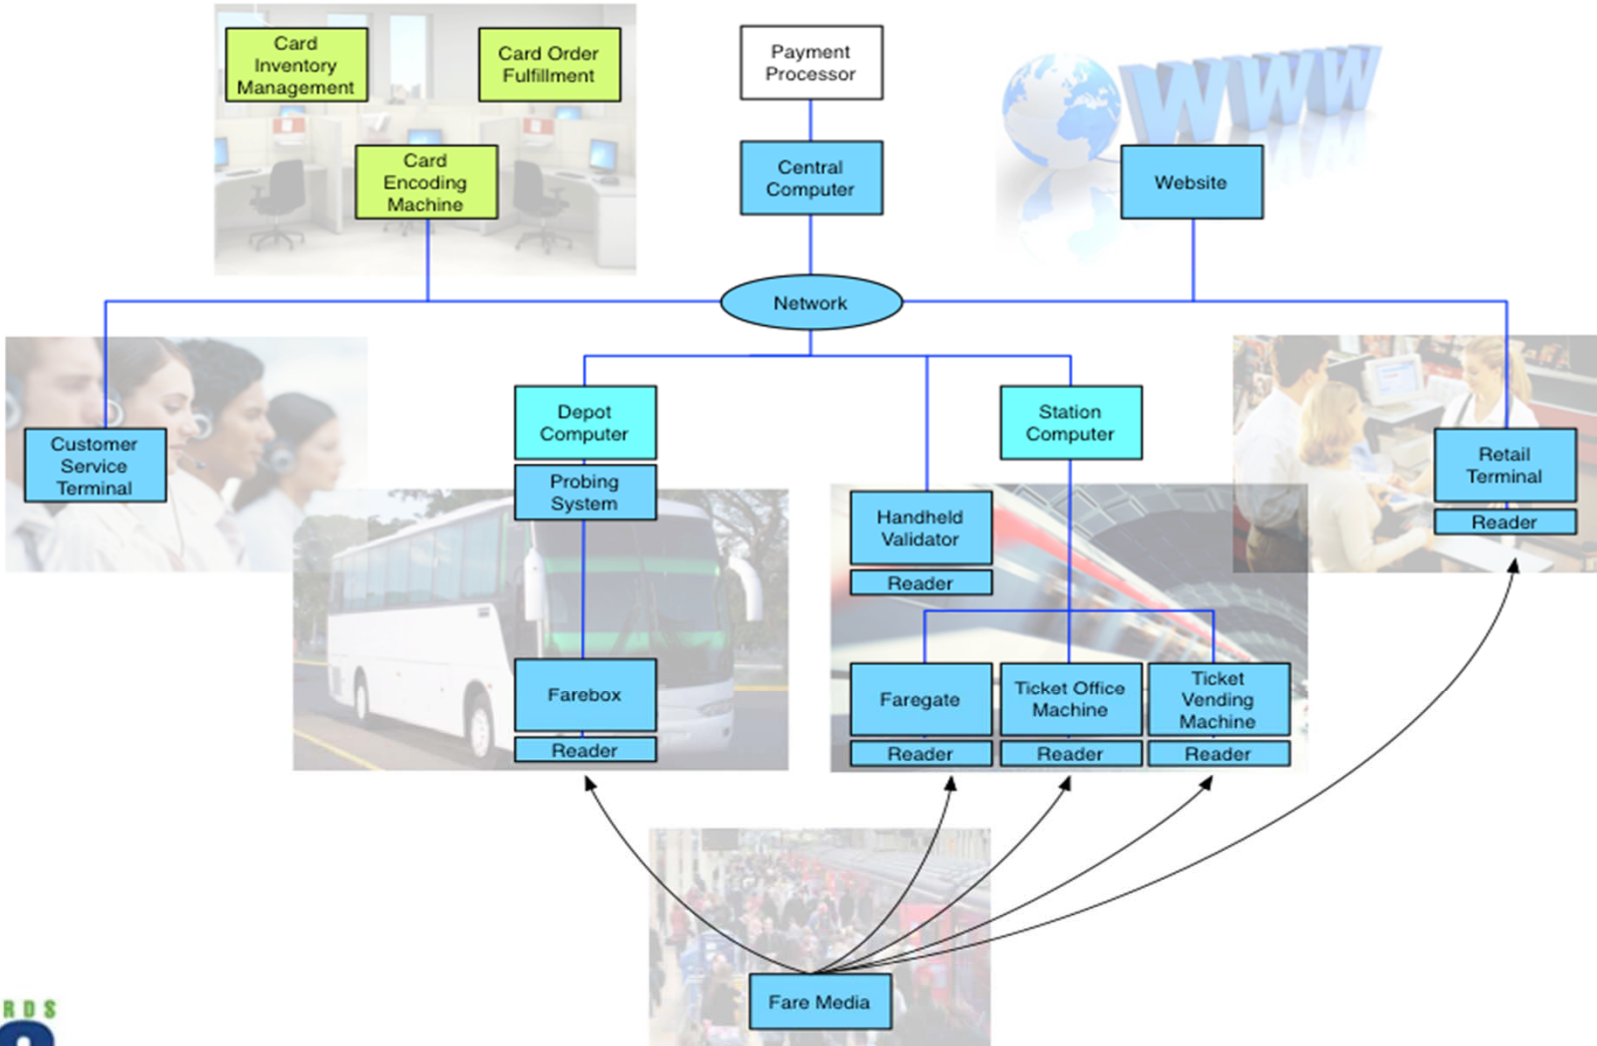 Card
Inventory
Management
Card Order
Fulfillment
Payment
Processor
WWW
Card
Encoding
Machine
Central
Computer
Website
Network
Customer
Service
Terminal
Depot
Computer
Probing
System
Station
Computer
Handheld
Validator
Reader
Retail
Terminal
Reader
Farebox
Reader
Faregate
Reader
Ticket Office
Machine
Reader
Ticket
Vending
Machine
Reader
Fare Media
RDS